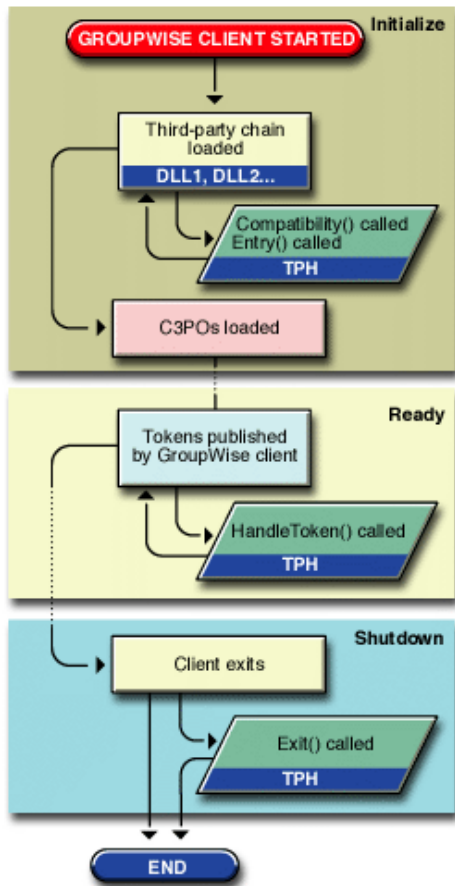 Initialize
GROUPWISE CLIENT STARTED
Third-party chain
loaded
DLL1, DLL2...
Compatibility() called
Entry() called
TPH
C3POs loaded
Ready
Tokens published
by GroupWise client
HandleToken() called
TPH
Shutdown
Client exits
Exit() called
TPH
END